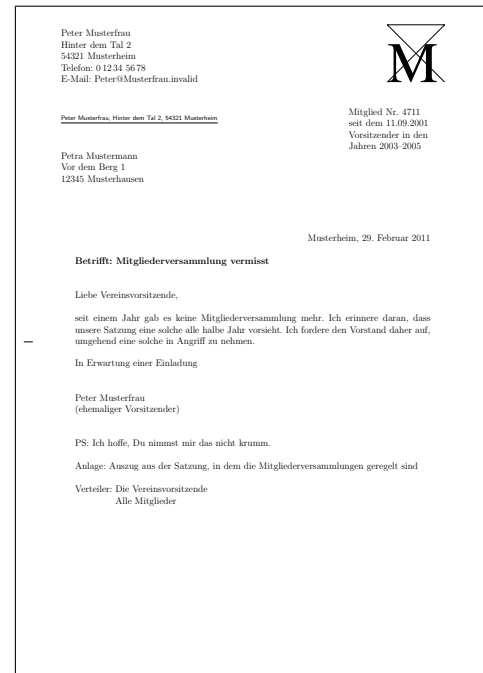 Peter Musterfrau
Hinter dem Tal 2
54321 Musterheim
Telefon: 0 12 34 56 78
E-Mail: Peter@Musterfrau.invalid
M
Peter Musterfrau, Hinter dem Tal 2, 54321 Musterheim
Mitglied Nr. 4711
seit dem 11.09.2001
Vorsitzender in den
Jahren 2003–2005
Petra Mustermann
Vor dem Berg 1
12345 Musterhausen
Musterheim, 29. Februar 2011
Betrifft: Mitgliederversammlung vermisst
Liebe Vereinsvorsitzende,
seit einem Jahr gab es keine Mitgliederversammlung mehr. Ich erinnere daran, dass
unsere Satzung eine solche alle halbe Jahr vorsieht. Ich fordere den Vorstand daher auf,
umgehend eine solche in Angriff zu nehmen.
In Erwartung einer Einladung
Peter Musterfrau
(ehemaliger Vorsitzender)
PS: Ich hoffe, Du nimmst mir das nicht krumm.
Anlage: Auszug aus der Satzung, in dem die Mitgliederversammlungen geregelt sind
Verteiler: Die Vereinsvorsitzende
Alle Mitglieder